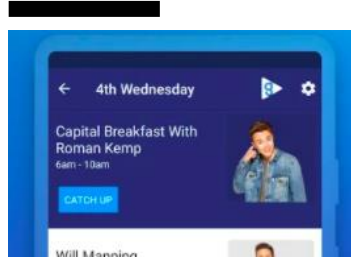 4th Wednesday
Capital Breakfast With
Roman Kemp
6am - 10am
CATCH UP
Will Manning